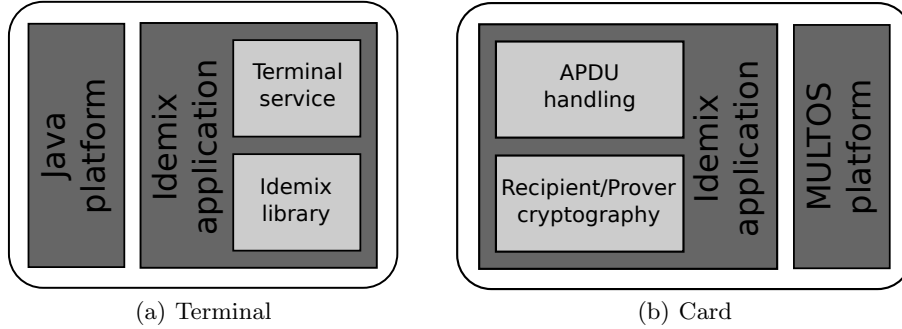 Java
platform
Idemix
application
Terminal
service
Idemix
library
(a) Terminal
APDU
handling
Recipient/Prover
cryptography
Idemix
application
MULTOS
platform
(b) Card